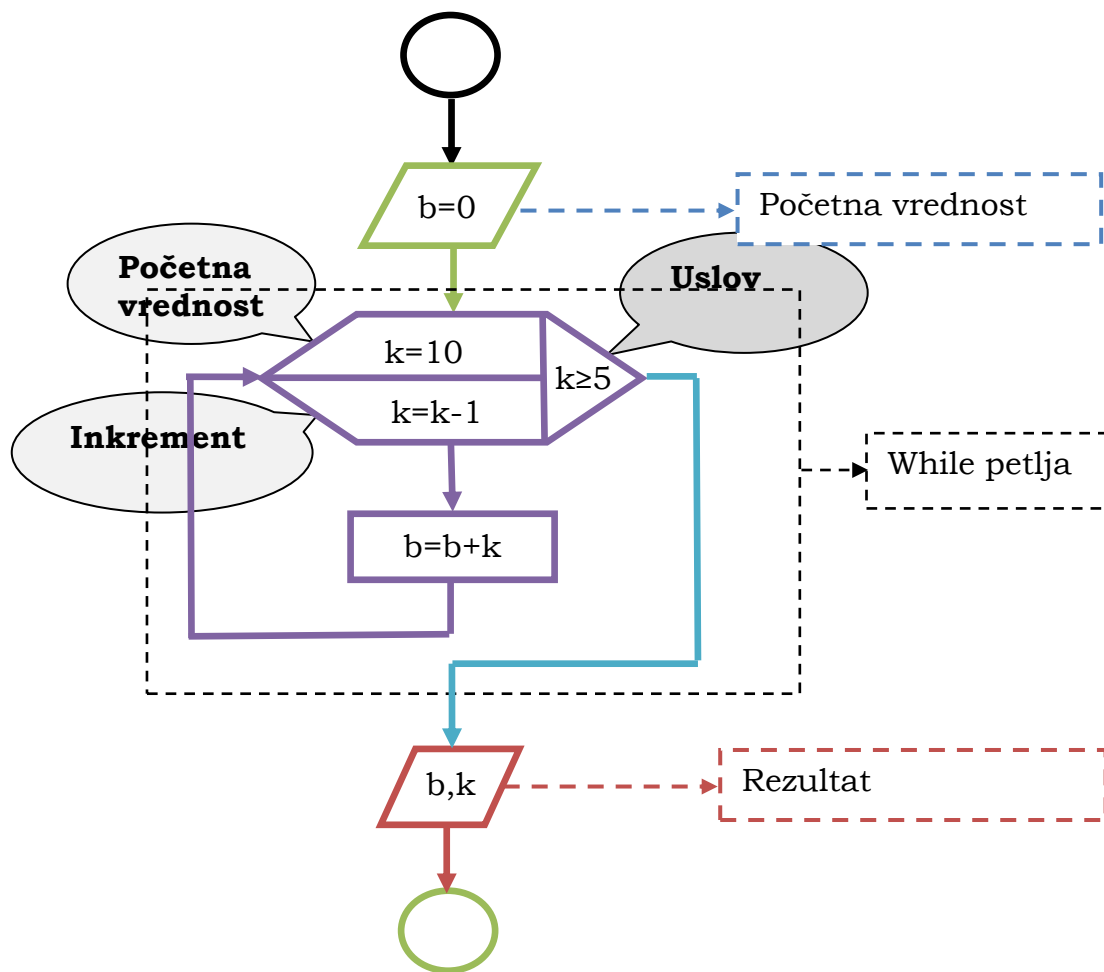 b=0
Početna vrednost
Početna
vrednost
Uslov
k=10
k≥5
k=k-1
Inkrement
While petlja
b=b+k
b,k
Rezultat